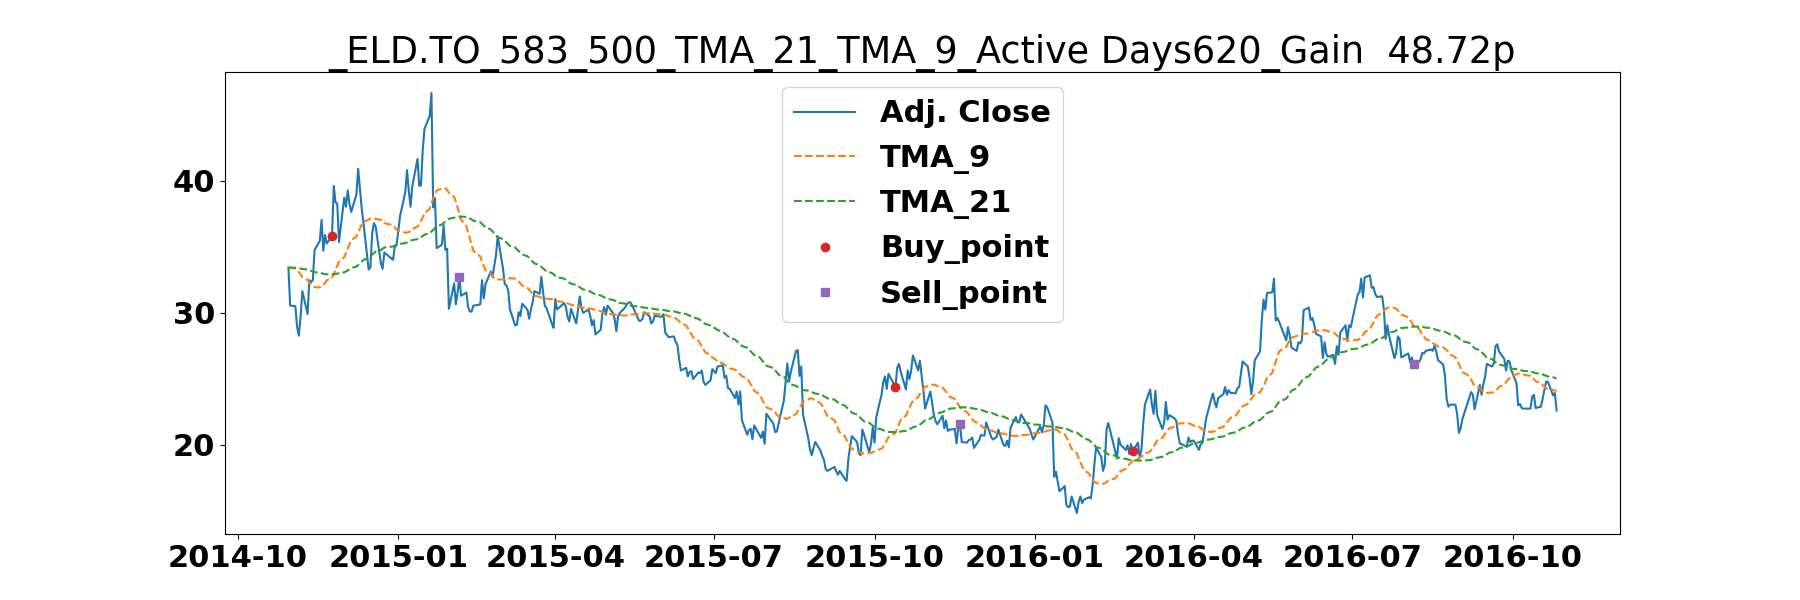 _ELD.TO_583_500_TMA_21_TMA_9_Active Days620_Gain  48.72p
Adj. Close
TMA_9
TMA_21
Buy_point
Sell_point
40
30
20
2014-10 2015-01 2015-04 2015-07 2015-10 2016-01 2016-04 2016-07 2016-10